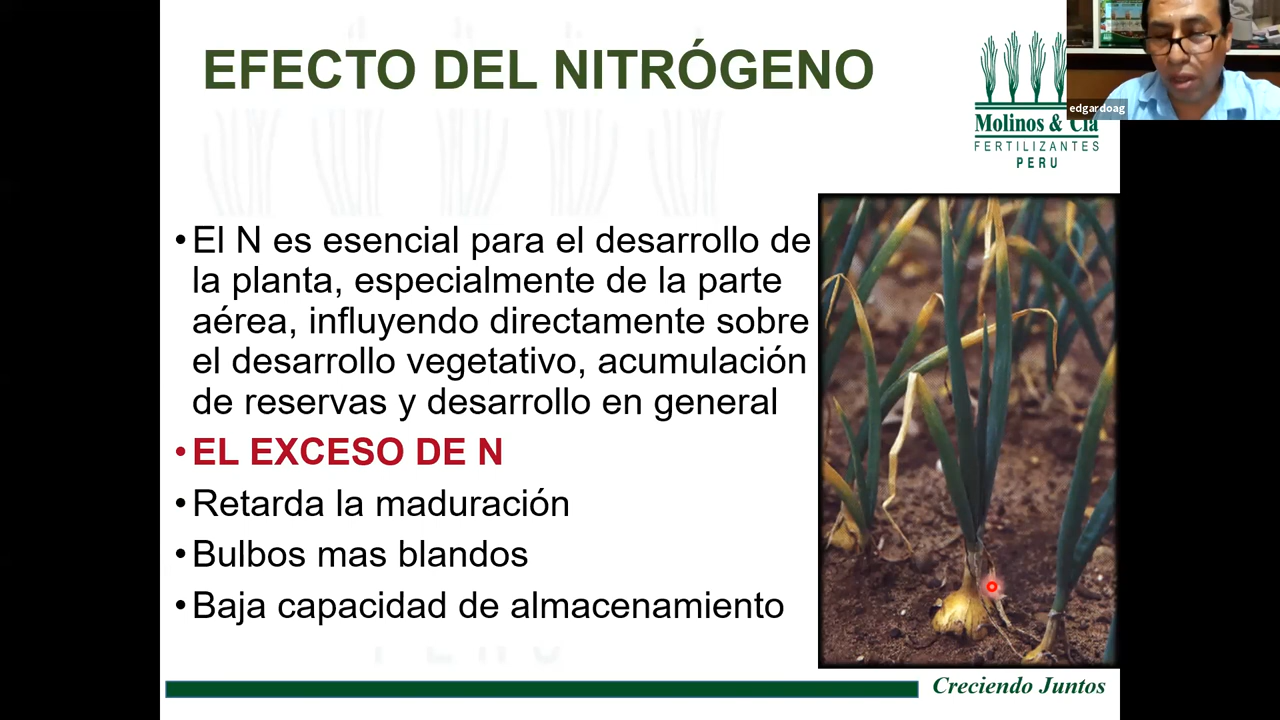 EFECTO DEL NITRÓGENO
edgardoag
Molinos & Cía
FERTILIZANTES
PERU
•El N es esencial para el desarrollo de
la planta, especialmente de la parte
aérea, influyendo directamente sobre
el desarrollo vegetativo, acumulación
de reservas y desarrollo en general
•EL EXCESO DE N
•Retarda la maduración
•Bulbos mas blandos
•Baja capacidad de almacenamiento
Creciendo Juntos